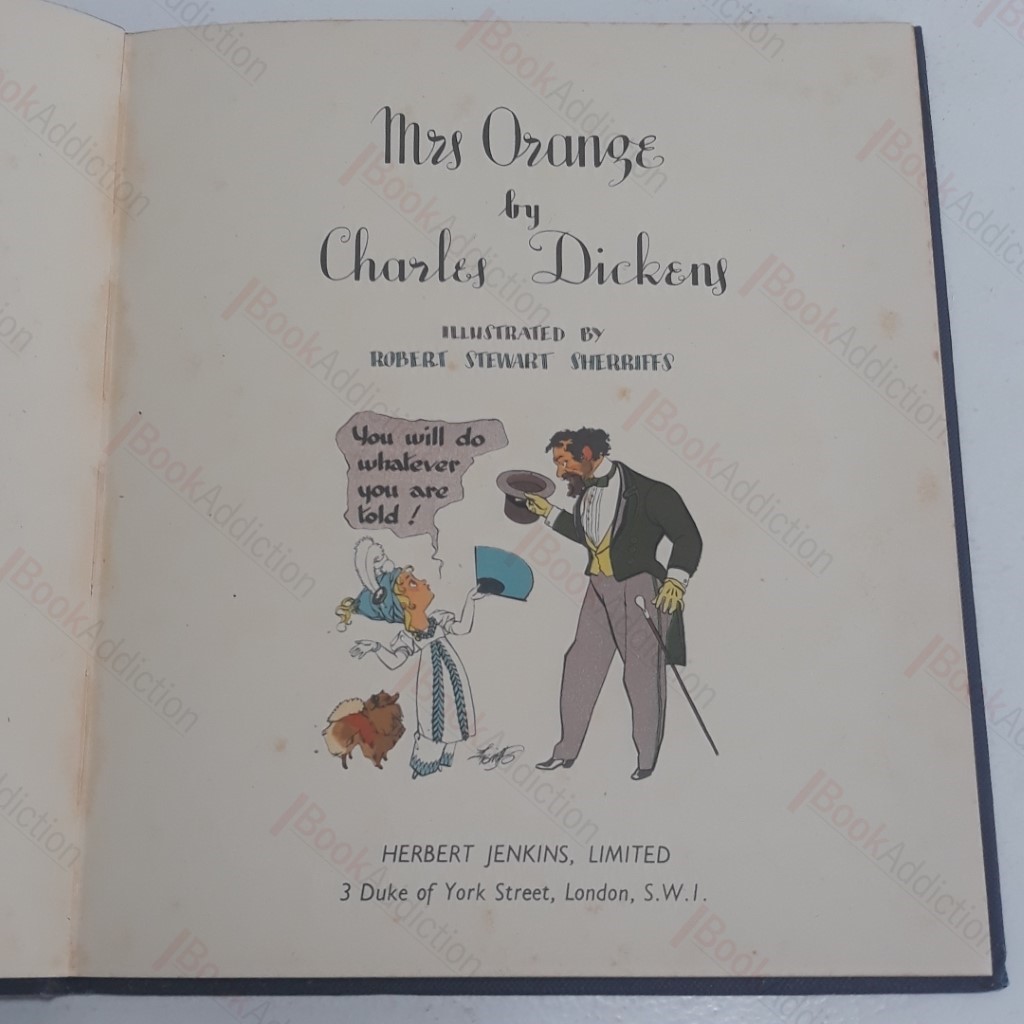 Mrs Orange
by
Charles Dickens
ILLUSTRATED BY
ROBERT STEWART SHERRIFFS
You will do
whatever
you are
told!
HERBERT JENKINS, LIMITED
3 Duke of York Street, London, S.W.1.
BookAddiction